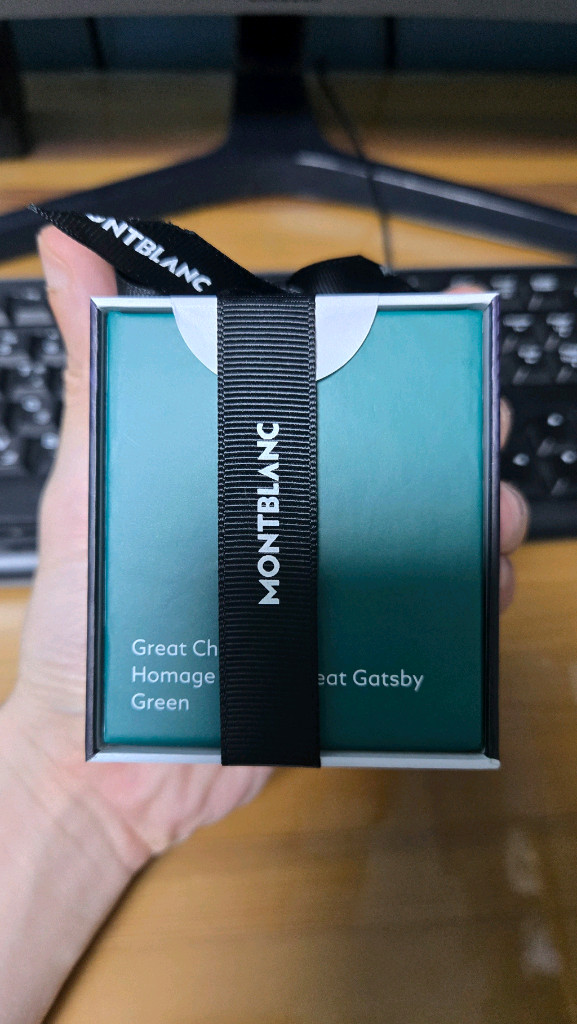 MONTBLANC
MONTBLANC
Great Ch
Homage eat Gatsby
Green